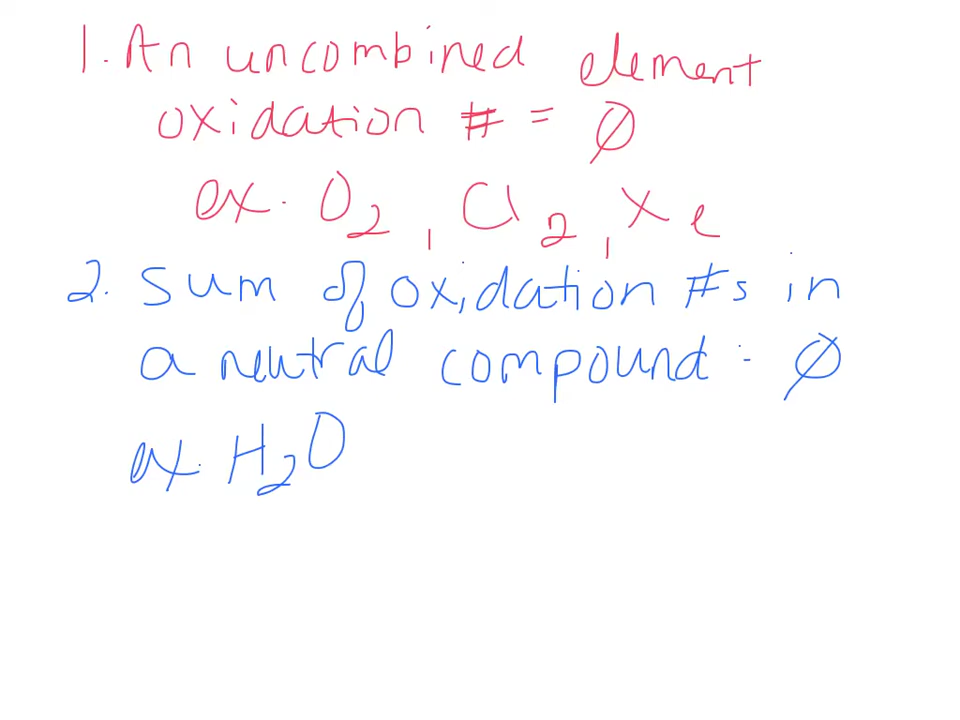 1. An uncombined element
oxidation # = Ø
ex. O₂, Cl₂, Xe
2. Sum of oxidation #s in
a neutral compound = Ø
ex. H₂O